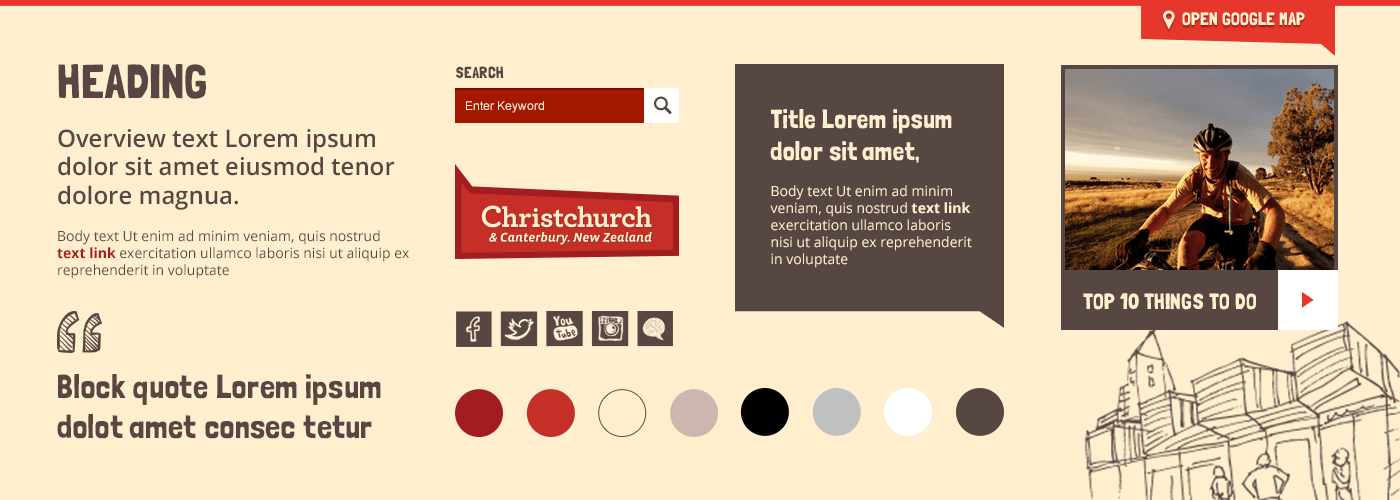 OPEN GOOGLE MAP
HEADING
Overview text Lorem ipsum
dolor sit amet eiusmod tenor
dolore magna.
Body text Ut enim ad minim veniam, quis nostrud
text link exercitation ullamco laboris nisi ut aliquip ex
reprehenderit in voluptate
Block quote Lorem ipsum
dolot amet consec tetur
SEARCH
Enter Keyword
Christchurch
& Canterbury. New Zealand
f
You
Tube
Title Lorem ipsum
dolor sit amet,
Body text Ut enim ad minim
veniam, quis nostrud text link
exercitation ullamco laboris
nisi ut aliquip ex reprehenderit
in voluptate
TOP 10 THINGS TO DO